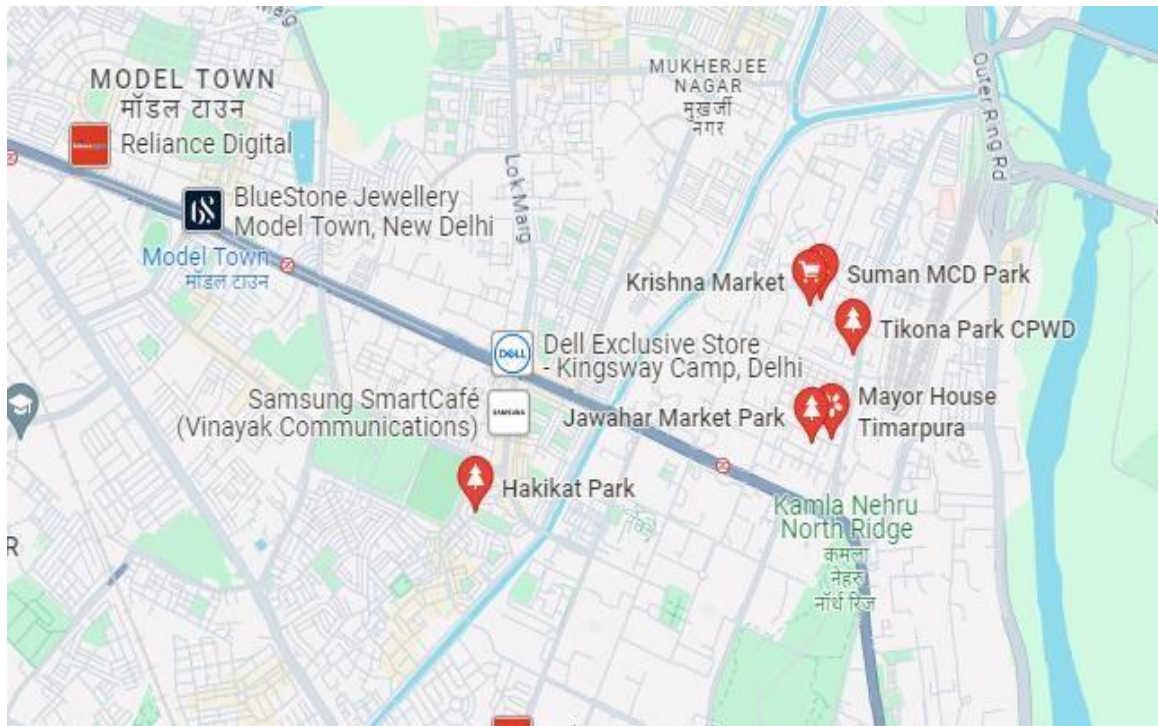 MODEL TOWN
मॉडल टाउन
Reliance Digital
BlueStone Jewellery
Model Town, New Delhi
Model Town
मॉडल टाउन
Lok Marg
MUKHERJEE
NAGAR
मुखर्जी
नगर
Outer Ring Rd
Krishna Market
Suman MCD Park
Tikona Park CPWD
DELL
Dell Exclusive Store
- Kingsway Camp, Delhi
Samsung SmartCafé
(Vinayak Communications)
SAMSUNG
Jawahar Market Park
Mayor House
Timarpura
Hakikat Park
Kamla Nehru
North Ridge
कमला
नेहरु
नॉर्थ रिज
R